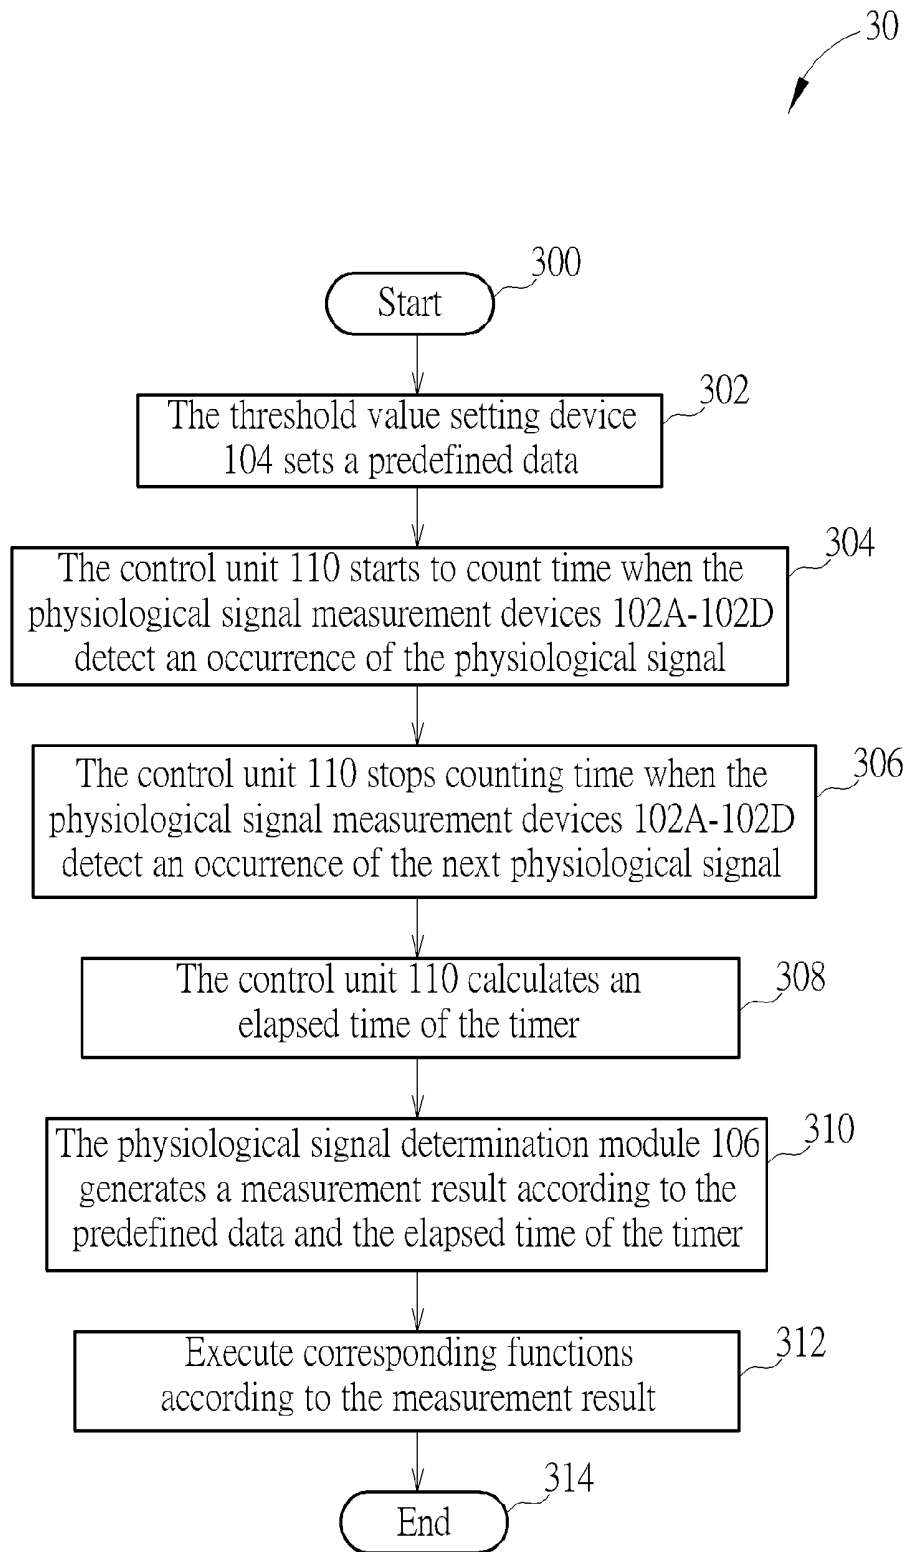 30
300
Start
302
The threshold value setting device
104 sets a predefined data
304
The control unit 110 starts to count time when the
physiological signal measurement devices 102A-102D
detect an occurrence of the physiological signal
306
The control unit 110 stops counting time when the
physiological signal measurement devices 102A-102D
detect an occurrence of the next physiological signal
308
The control unit 110 calculates an
elapsed time of the timer
310
The physiological signal determination module 106
generates a measurement result according to the
predefined data and the elapsed time of the timer
312
Execute corresponding functions
according to the measurement result
314
End